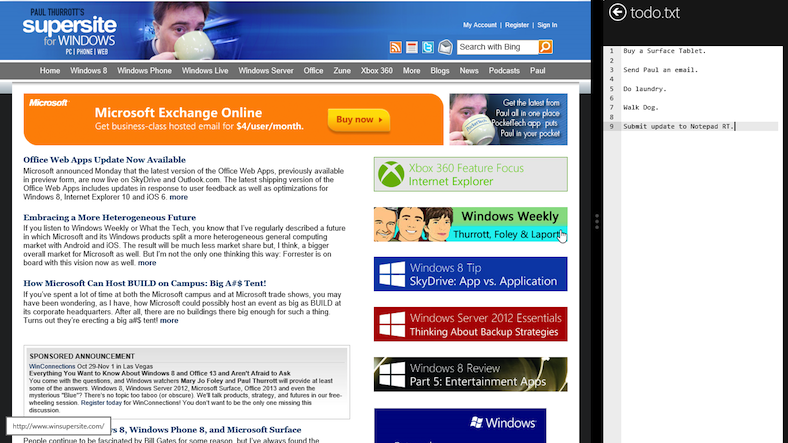 PAUL THURROTT'S
supersite
for WINDOWS
PC | PHONE | WEB
My Account | Register | Sign In
Search with Bing
Home Windows 8 Windows Phone Windows Live Windows Server Office Zune Xbox 360 More Blogs News Podcasts Paul
Microsoft
Microsoft Exchange Online
Get business-class hosted email for $4/user/month.
Buy now
Get the latest from
Paul all in one place
PocketTech app puts
Paul in your pocket
Office Web Apps Update Now Available
Microsoft announced Monday that the latest version of the Office Web Apps, previously available
in preview form, are now live on SkyDrive and Outlook.com. The latest shipping version of the
Office Web Apps includes updates in response to user feedback as well as optimizations for
Windows 8, Internet Explorer 10 and iOS 6. more
Embracing a More Heterogeneous Future
If you listen to Windows Weekly or What the Tech, you know that I've regularly described a future
in which Microsoft and its Windows products split a more heterogeneous general computing
market with Android and iOS. The result will be much less market share but, I think, a bigger
overall market for Microsoft as well. But I'm not the only one thinking this way: Forrester is on
board with this vision now as well. more
How Microsoft Can Host BUILD on Campus: Big A#$ Tent!
If you've spent a lot of time at both the Microsoft campus and at Microsoft trade shows, you may
have been wondering, as I have, how Microsoft could possibly host an event as big as BUILD at
its corporate headquarters. After all, there are no buildings there big enough for such a thing.
Turns out they're erecting a big a#$ tent! more
SPONSORED ANNOUNCEMENT
WinConnections Oct 29-Nov 1 in Las Vegas
Everything You Want to Know About Windows 8 and Office 13 and Aren't Afraid to Ask
You come with the questions, and Windows watchers Mary Jo Foley and Paul Thurrott will provide at least
some of the answers. Windows 8, Windows Server 2012, Microsoft Surface, Office 2013 and even the
mysterious "Blue"? There's no topic too taboo (or obscure). We'll talk products, strategy, and futures in our free-
wheeling session. Register today for WinConnections! You don't want to be the only one missing this
discussion.
8, Windows Phone 8, and Microsoft Surface
People continue to be fascinated by Bill Gates for some reason, but I've always found the
http://www.winsupersite.com/
Xbox 360 Feature Focus
Internet Explorer
Windows Weekly
Thurrott, Foley & Laport
Windows 8 Tip
SkyDrive: App vs. Application
Windows Server 2012 Essentials
Thinking About Backup Strategies
Windows 8 Review
Part 5: Entertainment Apps
Windows
todo.txt
1 Buy a Surface Tablet.
2
3 Send Paul an email.
4
5 Do laundry.
6
7 Walk Dog.
8
9 Submit update to Notepad RT.